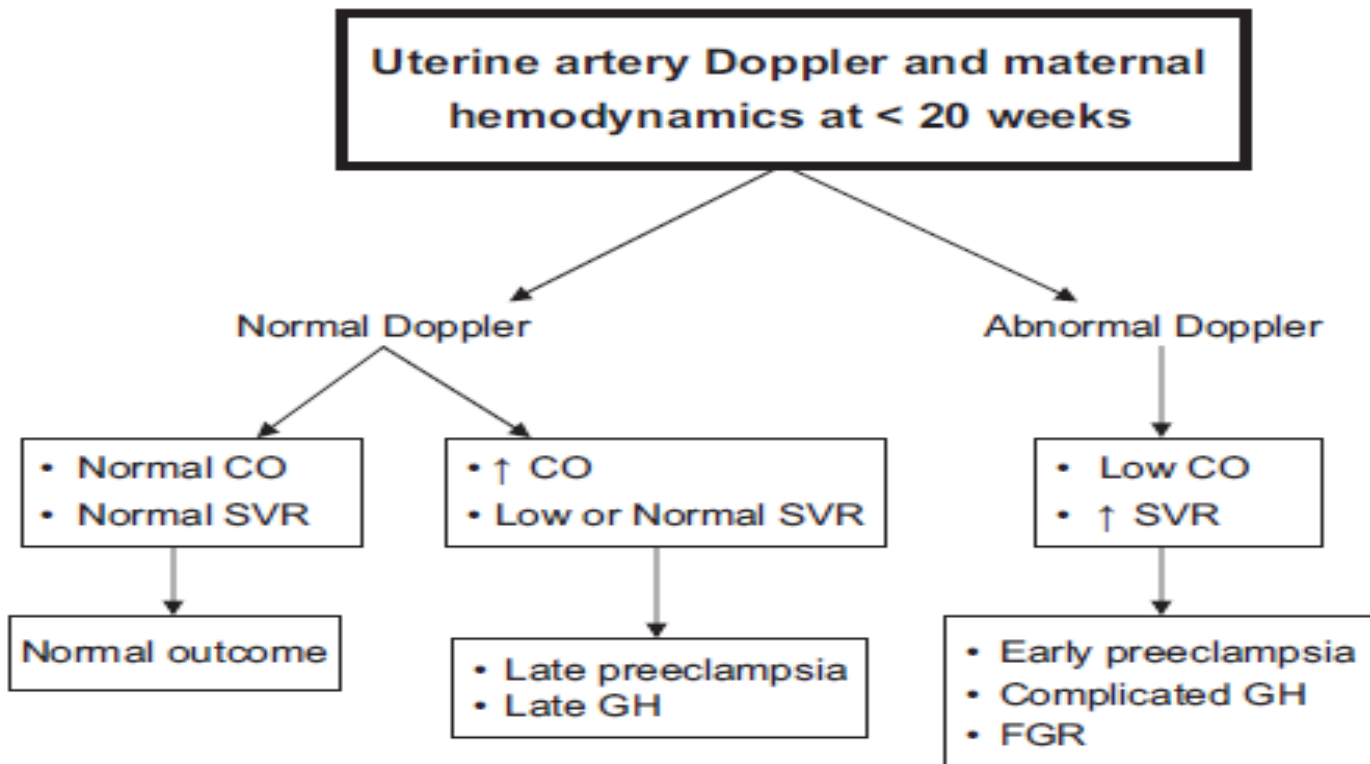 Uterine artery Doppler and maternal
hemodynamics at < 20 weeks
Normal Doppler
Abnormal Doppler
• Normal CO
• Normal SVR
• ↑ CO
• Low or Normal SVR
• Low CO
• ↑ SVR
Normal outcome
• Late preeclampsia
• Late GH
• Early preeclampsia
• Complicated GH
• FGR